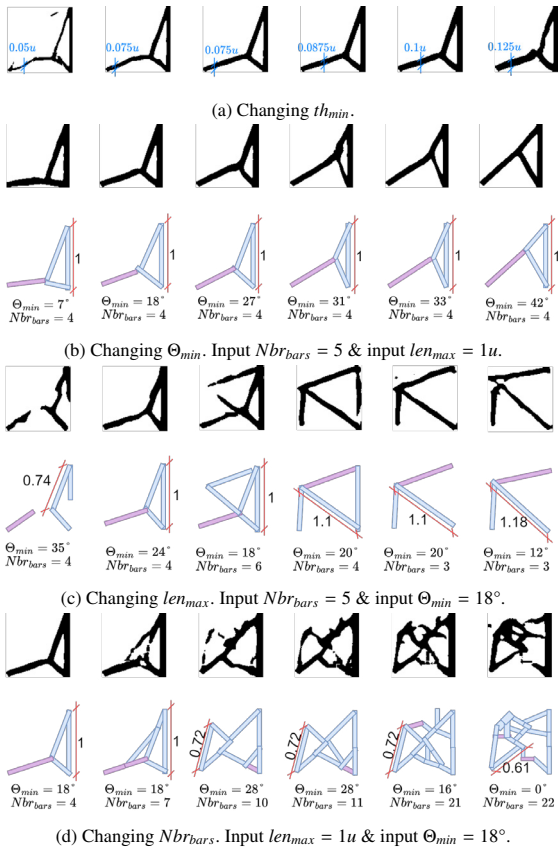 0.05u 0.075u 0.075u 0.0875u 0.1u 0.125u
(a) Changing th_min.
1 1 1 1 1 1
Θ_min = 7° Θ_min = 18° Θ_min = 27° Θ_min = 31° Θ_min = 33° Θ_min = 42°
Nbr_bars = 4 Nbr_bars = 4 Nbr_bars = 4 Nbr_bars = 4 Nbr_bars = 4 Nbr_bars = 4
(b) Changing Θ_min. Input Nbr_bars = 5 & input len_max = 1u.
0.74 1 1 1.1 1.1 1.18
Θ_min = 35° Θ_min = 24° Θ_min = 18° Θ_min = 20° Θ_min = 20° Θ_min = 12°
Nbr_bars = 4 Nbr_bars = 4 Nbr_bars = 6 Nbr_bars = 4 Nbr_bars = 3 Nbr_bars = 3
(c) Changing len_max. Input Nbr_bars = 5 & input Θ_min = 18°.
1 1 0.72 0.72 0.72 0.61
Θ_min = 18° Θ_min = 18° Θ_min = 28° Θ_min = 28° Θ_min = 16° Θ_min = 0°
Nbr_bars = 4 Nbr_bars = 7 Nbr_bars = 10 Nbr_bars = 11 Nbr_bars = 21 Nbr_bars = 22
(d) Changing Nbr_bars. Input len_max = 1u & input Θ_min = 18°.